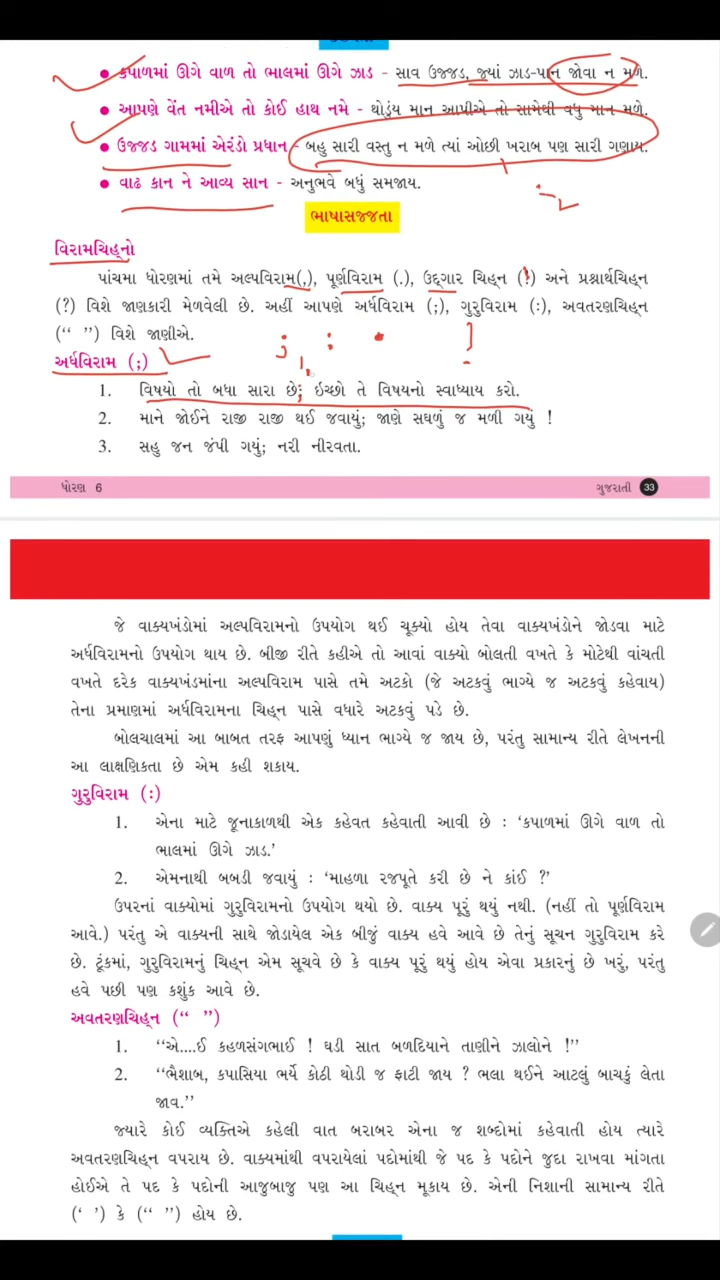 ● કપાળમાં ઊગે વાળ તો ભાલમાં ઊગે ઝાડ - સાવ ઉજ્જડ, જ્યાં ઝાડ-પાન જોવા ન મળે.
● આપણે વેંત નમીએ તો કોઈ હાથ નમે - થોડુંય માન આપીએ તો સામેથી વધુ માન મળે.
● ઉજ્જડ ગામમાં એરંડો પ્રધાન - બહુ સારી વસ્તુ ન મળે ત્યાં ઓછી ખરાબ પણ સારી ગણાય.
● વાઢ કાન ને આવ્ય સાન - અનુભવે બધું સમજાય.
ભાષાસજ્જતા
વિરામચિહ્નો
પાંચમા ધોરણમાં તમે અલ્પવિરામ(,), પૂર્ણવિરામ (.), ઉદ્દગાર ચિહ્ન (!) અને પ્રશ્નાર્થચિહ્ન
(?) વિશે જાણકારી મેળવેલી છે. અહીં આપણે અર્ધવિરામ (;), ગુરુવિરામ (:), અવતરણચિહ્ન
(“ ”) વિશે જાણીએ.
અર્ધવિરામ (;)
1. વિષયો તો બધા સારા છે; ઇચ્છો તે વિષયનો સ્વાધ્યાય કરો.
2. માને જોઈને રાજી રાજી થઈ જવાયું; જાણે સઘળું જ મળી ગયું !
3. સહુ જન જંપી ગયું; નરી નીરવતા.
ધોરણ 6 ગુજરાતી 33
જે વાક્યખંડોમાં અલ્પવિરામનો ઉપયોગ થઈ ચૂક્યો હોય તેવા વાક્યખંડોને જોડવા માટે
અર્ધવિરામનો ઉપયોગ થાય છે. બીજી રીતે કહીએ તો આવાં વાક્યો બોલતી વખતે કે મોટેથી વાંચતી
વખતે દરેક વાક્યખંડમાંના અલ્પવિરામ પાસે તમે અટકો (જે અટકવું ભાગ્યે જ અટકવું કહેવાય)
તેના પ્રમાણમાં અર્ધવિરામના ચિહ્ન પાસે વધારે અટકવું પડે છે.
બોલચાલમાં આ બાબત તરફ આપણું ધ્યાન ભાગ્યે જ જાય છે, પરંતુ સામાન્ય રીતે લેખનની
આ લાક્ષણિકતા છે એમ કહી શકાય.
ગુરુવિરામ (:)
1. એના માટે જૂનાકાળથી એક કહેવત કહેવાતી આવી છે : ‘કપાળમાં ઊગે વાળ તો
ભાલમાં ઊગે ઝાડ.’
2. એમનાથી બબડી જવાયું : ‘માહળા રજપૂતે કરી છે ને કાંઈ ?’
ઉપરનાં વાક્યોમાં ગુરુવિરામનો ઉપયોગ થયો છે. વાક્ય પૂરું થયું નથી. (નહીં તો પૂર્ણવિરામ
આવે.) પરંતુ એ વાક્યની સાથે જોડાયેલ એક બીજું વાક્ય હવે આવે છે તેનું સૂચન ગુરુવિરામ કરે
છે. ટૂંકમાં, ગુરુવિરામનું ચિહ્ન એમ સૂચવે છે કે વાક્ય પૂરું થયું હોય એવા પ્રકારનું છે ખરું, પરંતુ
હવે પછી પણ કશુંક આવે છે.
અવતરણચિહ્ન (“ ”)
1. “એ....ઈ કહળસંગભાઈ ! ઘડી સાત બળદિયાને તાણીને ઝાલોને !”
2. “ભૈશાબ, કપાસિયા ભર્યે કોઠી થોડી જ ફાટી જાય ? ભલા થઈને આટલું બાચકું લેતા
જાવ.”
જ્યારે કોઈ વ્યક્તિએ કહેલી વાત બરાબર એના જ શબ્દોમાં કહેવાતી હોય ત્યારે
અવતરણચિહ્ન વપરાય છે. વાક્યમાંથી વપરાયેલાં પદોમાંથી જે પદ કે પદોને જુદા રાખવા માંગતા
હોઈએ તે પદ કે પદોની આજુબાજુ પણ આ ચિહ્ન મૂકાય છે. એની નિશાની સામાન્ય રીતે
(‘ ’) કે (“ ”) હોય છે.